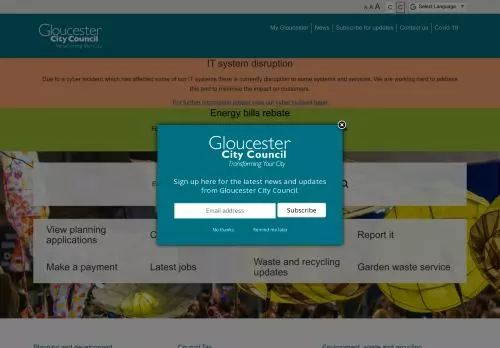 A A A C C Select Language
Gloucester
City Council
Transforming Your City
My Gloucester News Subscribe for updates Contact us Covid 19
IT system disruption
Due to a cyber incident which has affected some of our IT systems there is currently disruption to some systems and services. We are working hard to address
this and to minimise the impact on customers.
For further information please view our cyber incident page
Energy bills rebate
Gloucester
City Council
Transforming Your City
Sign up here for the latest news and updates
from Gloucester City Council.
Email address Subscribe
No thanks Remind me later
View planning
applications
Report it
Make a payment
Latest jobs
Waste and recycling
updates
Garden waste service
Planning and development Council Tax Environment, waste and recycling